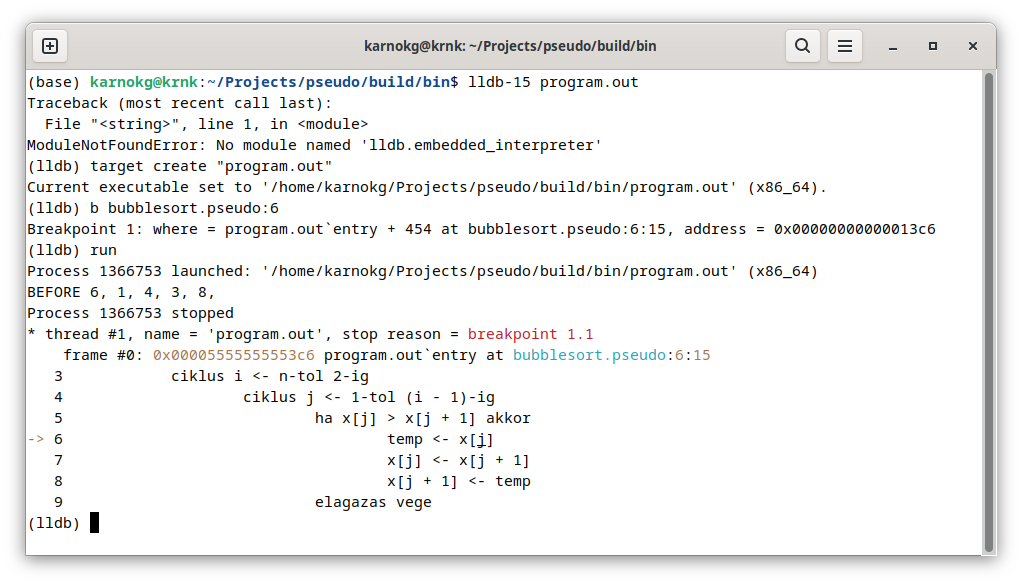 karnokg@krnk: ~/Projects/pseudo/build/bin
(base) karnokg@krnk:~/Projects/pseudo/build/bin$ lldb-15 program.out
Traceback (most recent call last):
  File "<string>", line 1, in <module>
ModuleNotFoundError: No module named 'lldb.embedded_interpreter'
(lldb) target create "program.out"
Current executable set to '/home/karnokg/Projects/pseudo/build/bin/program.out' (x86_64).
(lldb) b bubblesort.pseudo:6
Breakpoint 1: where = program.out`entry + 454 at bubblesort.pseudo:6:15, address = 0x00000000000013c6
(lldb) run
Process 1366753 launched: '/home/karnokg/Projects/pseudo/build/bin/program.out' (x86_64)
BEFORE 6, 1, 4, 3, 8,
Process 1366753 stopped
* thread #1, name = 'program.out', stop reason = breakpoint 1.1
    frame #0: 0x00005555555553c6 program.out`entry at bubblesort.pseudo:6:15
   3            ciklus i <- n-tol 2-ig
   4                    ciklus j <- 1-tol (i - 1)-ig
   5                            ha x[j] > x[j + 1] akkor
-> 6                                    temp <- x[j]
   7                                    x[j] <- x[j + 1]
   8                                    x[j + 1] <- temp
   9                            elagazas vege
(lldb)